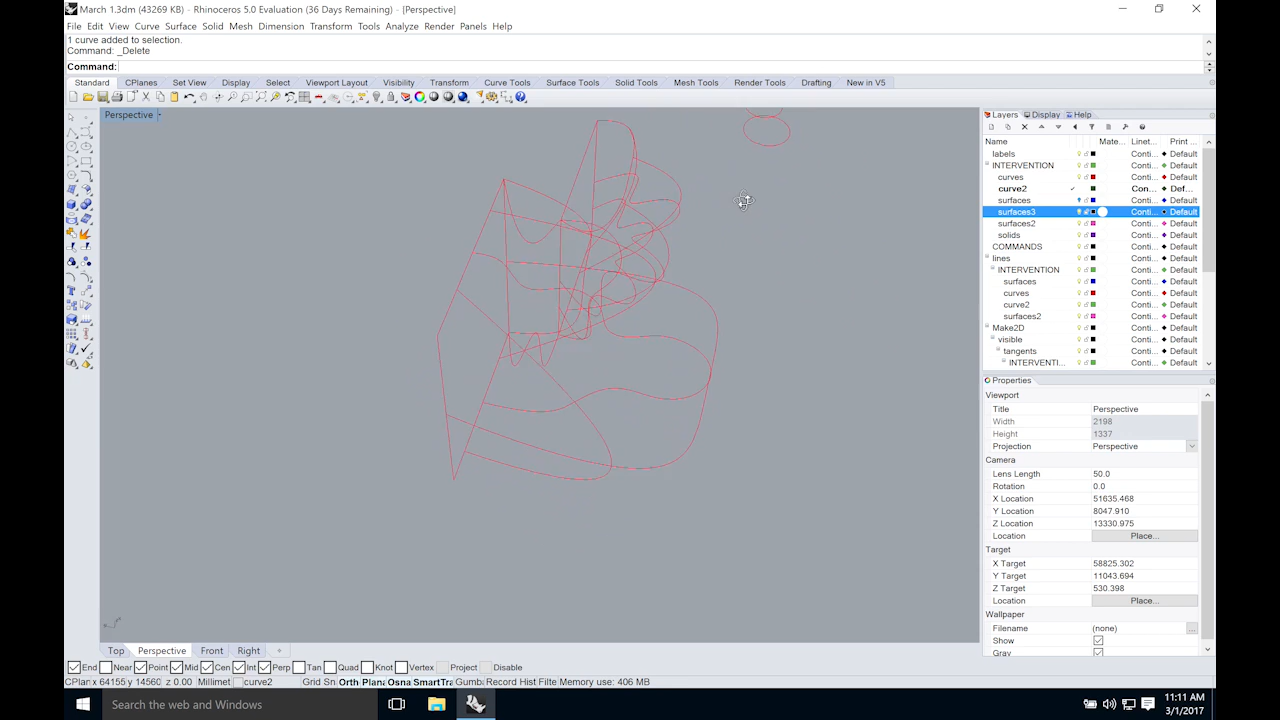 March 1.3dm (43269 KB) - Rhinoceros 5.0 Evaluation (36 Days Remaining) - [Perspective]
File Edit View Curve Surface Solid Mesh Dimension Transform Tools Analyze Render Panels Help
1 curve added to selection.
Command: _Delete
Command:
Standard CPlanes Set View Display Select Viewport Layout Visibility Transform Curve Tools Surface Tools Solid Tools Mesh Tools Render Tools Drafting New in V5
Perspective
Layers Display Help
Name Mate... Linet... Print ...
labels Conti... Default
INTERVENTION Conti... Default
curves Conti... Default
curve2 Con... Def...
surfaces Conti... Default
surfaces3 Conti... Default
surfaces2 Conti... Default
solids Conti... Default
COMMANDS Conti... Default
lines Conti... Default
INTERVENTION Conti... Default
surfaces Conti... Default
curves Conti... Default
curve2 Conti... Default
surfaces2 Conti... Default
Make2D Conti... Default
visible Conti... Default
tangents Conti... Default
INTERVENTI... Conti... Default
Properties
Viewport
Title Perspective
Width 2198
Height 1337
Projection Perspective
Camera
Lens Length 50.0
Rotation 0.0
X Location 51635.468
Y Location 8047.910
Z Location 13330.975
Location Place...
Target
X Target 58825.302
Y Target 11043.694
Z Target 530.398
Location Place...
Wallpaper
Filename (none) ...
Show
Gray
Top Perspective Front Right
End Near Point Mid Cen Int Perp Tan Quad Knot Vertex Project Disable
CPlan x 64155 y 14560 z 0.00 Millimet curve2 Grid Sn Orth Plana Osna SmartTra Gumba Record Hist Filte Memory use: 406 MB
Search the web and Windows
11:11 AM
3/1/2017